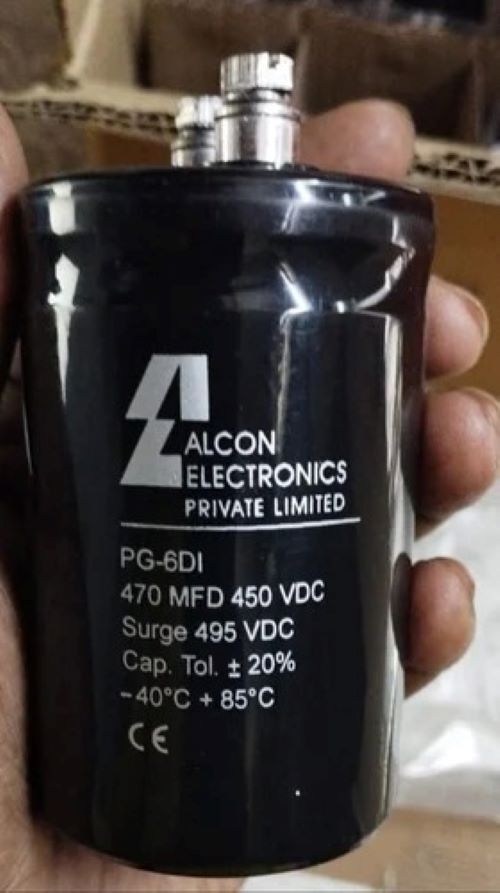 ALCON
ELECTRONICS
PRIVATE LIMITED
PG-6DI
470 MFD 450 VDC
Surge 495 VDC
Cap. Tol. ± 20%
-40°C + 85°C
CE